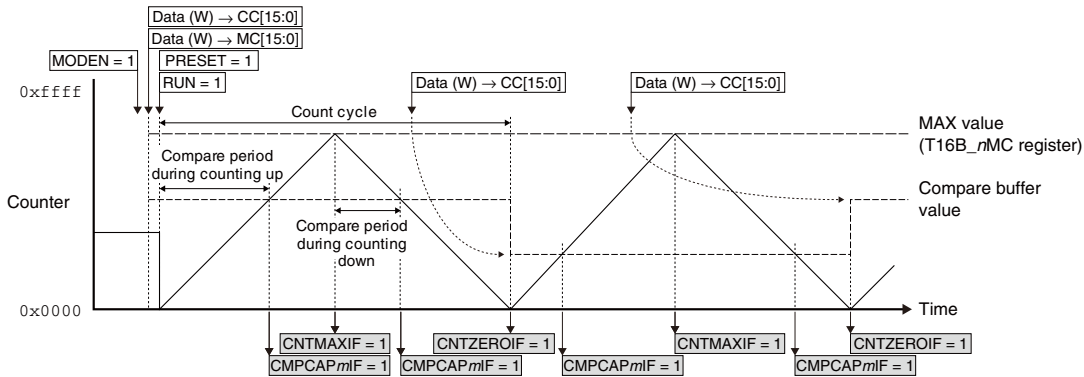 Data (W) → CC[15:0]
Data (W) → MC[15:0]
MODEN = 1
PRESET = 1
RUN = 1
Data (W) → CC[15:0]
Data (W) → CC[15:0]
0xffff
Count cycle
MAX value
(T16B_nMC register)
Compare period
during counting up
Counter
Compare buffer
value
Compare period
during counting
down
0x0000
Time
CNTMAXIF = 1
CNTZEROIF = 1
CNTMAXIF = 1
CNTZEROIF = 1
CMPCAPmIF = 1
CMPCAPmIF = 1
CMPCAPmIF = 1
CMPCAPmIF = 1